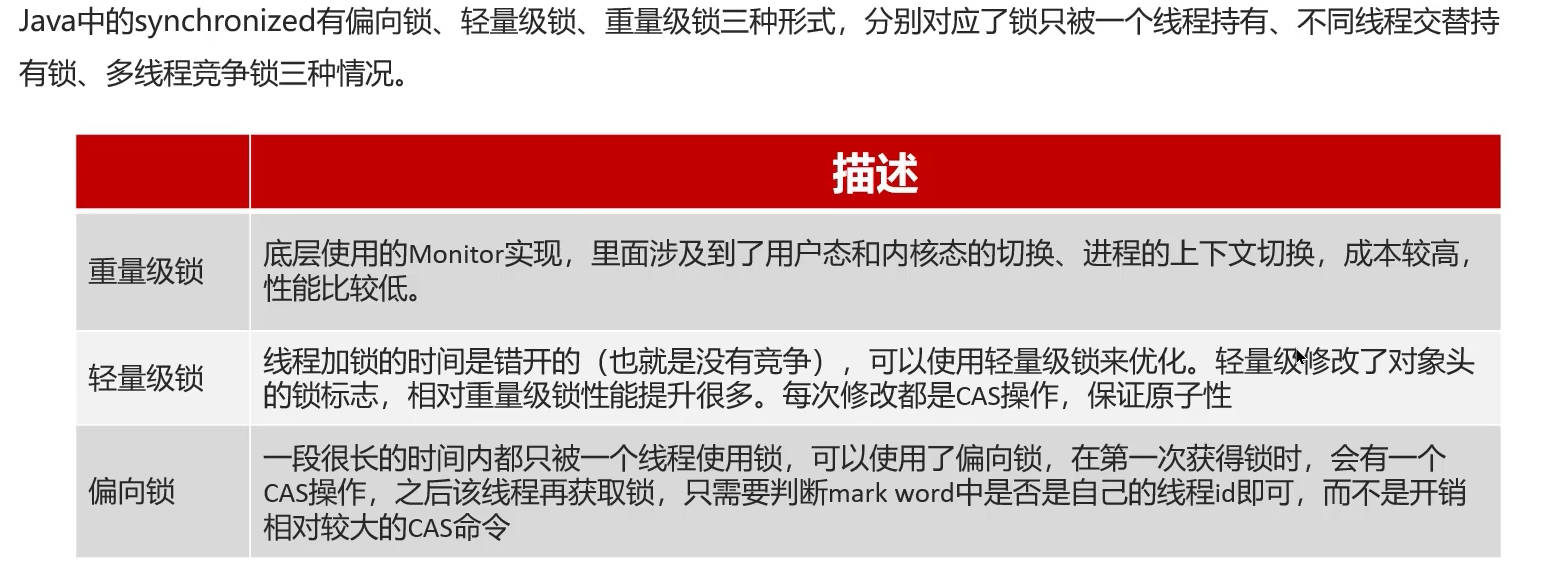 Java中的synchronized有偏向锁、轻量级锁、重量级锁三种形式，分别对应了锁只被一个线程持有、不同线程交替持
有锁、多线程竞争锁三种情况。
描述
重量级锁
底层使用的Monitor实现，里面涉及到了用户态和内核态的切换、进程的上下文切换，成本较高，
性能比较低。
轻量级锁
线程加锁的时间是错开的（也就是没有竞争），可以使用轻量级锁来优化。轻量级修改了对象头
的锁标志，相对重量级锁性能提升很多。每次修改都是CAS操作，保证原子性
偏向锁
一段很长的时间内都只被一个线程使用锁，可以使用了偏向锁，在第一次获得锁时，会有一个
CAS操作，之后该线程再获取锁，只需要判断mark word中是否是自己的线程id即可，而不是开销
相对较大的CAS命令